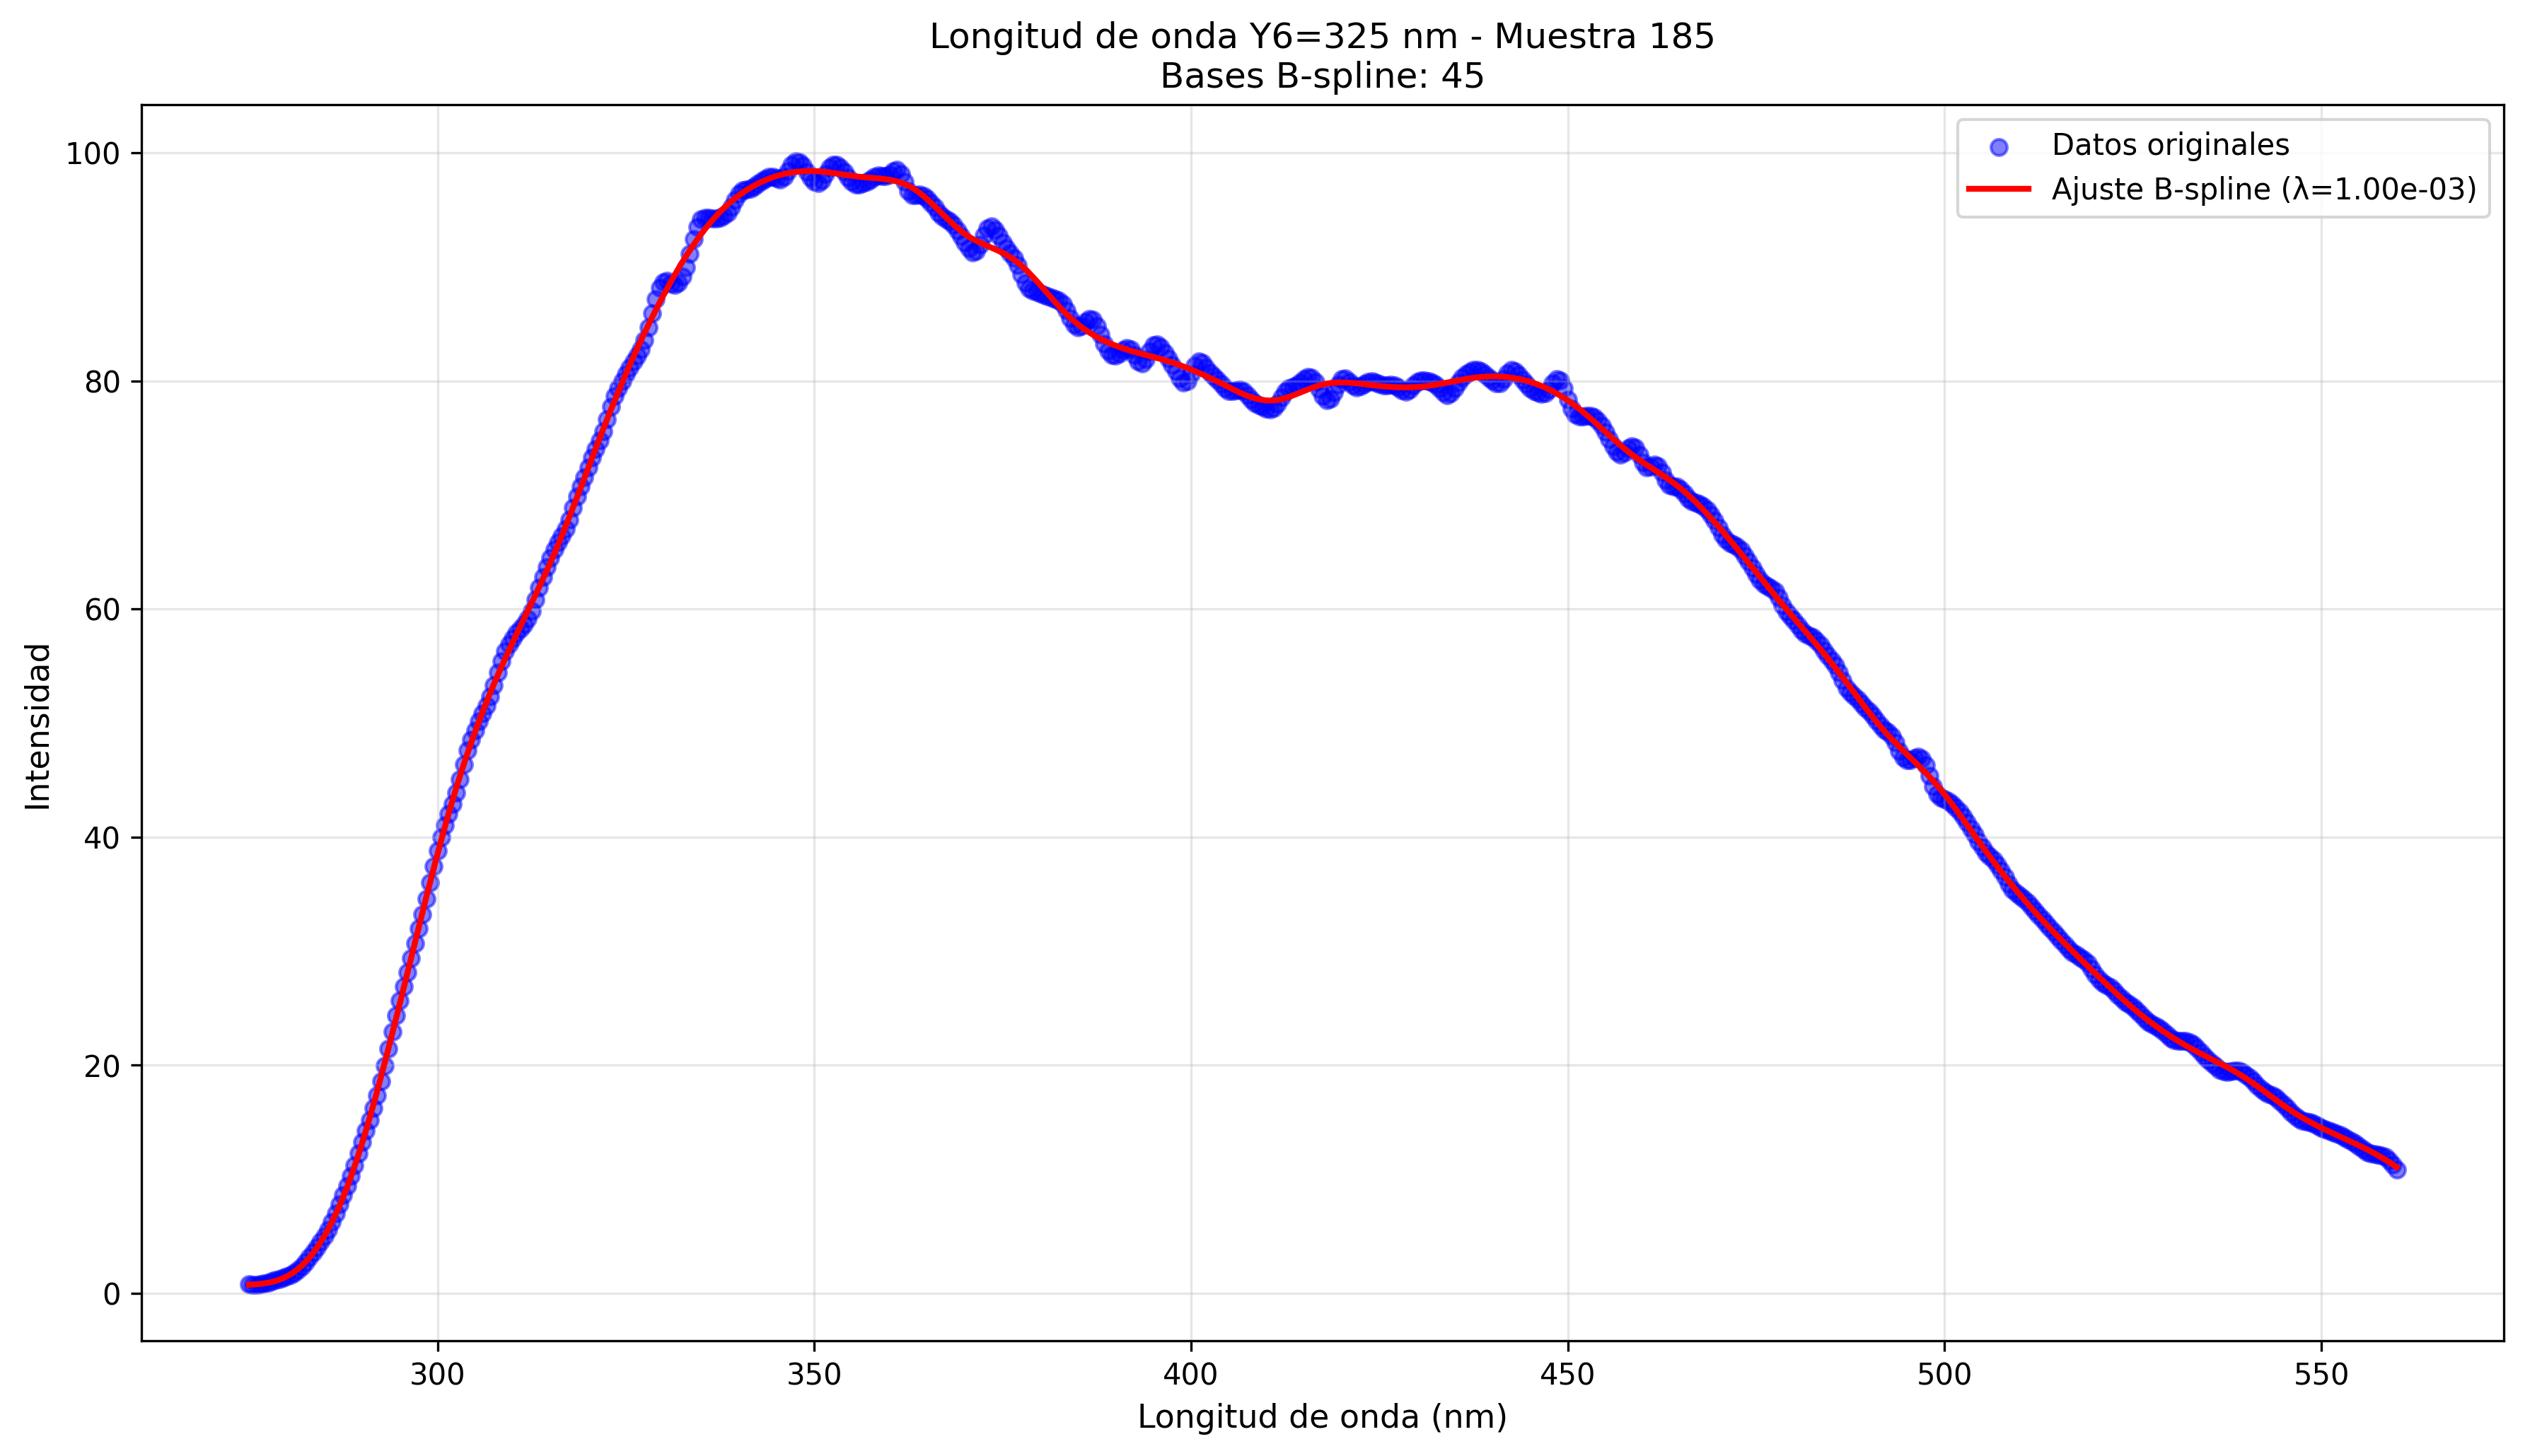 Longitud de onda Y6=325 nm - Muestra 185
Bases B-spline: 45
Datos originales
Ajuste B-spline (λ=1.00e-03)
Intensidad
100
80
60
40
20
0
300 350 400 450 500 550
Longitud de onda (nm)